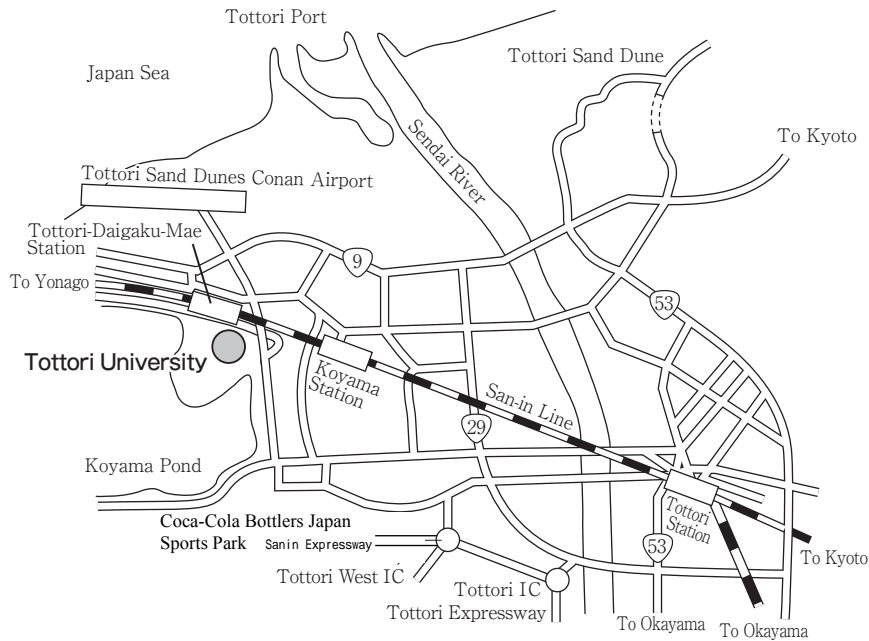 Tottori Port
Japan Sea
Tottori Sand Dune
Sendai River
To Kyoto
Tottori Sand Dunes Conan Airport
Tottori-Daigaku-Mae
Station
9
To Yonago
53
Tottori University
Koyama
Station
San-in Line
29
Koyama Pond
Tottori
Station
Coca-Cola Bottlers Japan
Sports Park
Sanin Expressway
53
To Kyoto
Tottori West IC
Tottori IC
Tottori Expressway
To Okayama
To Okayama